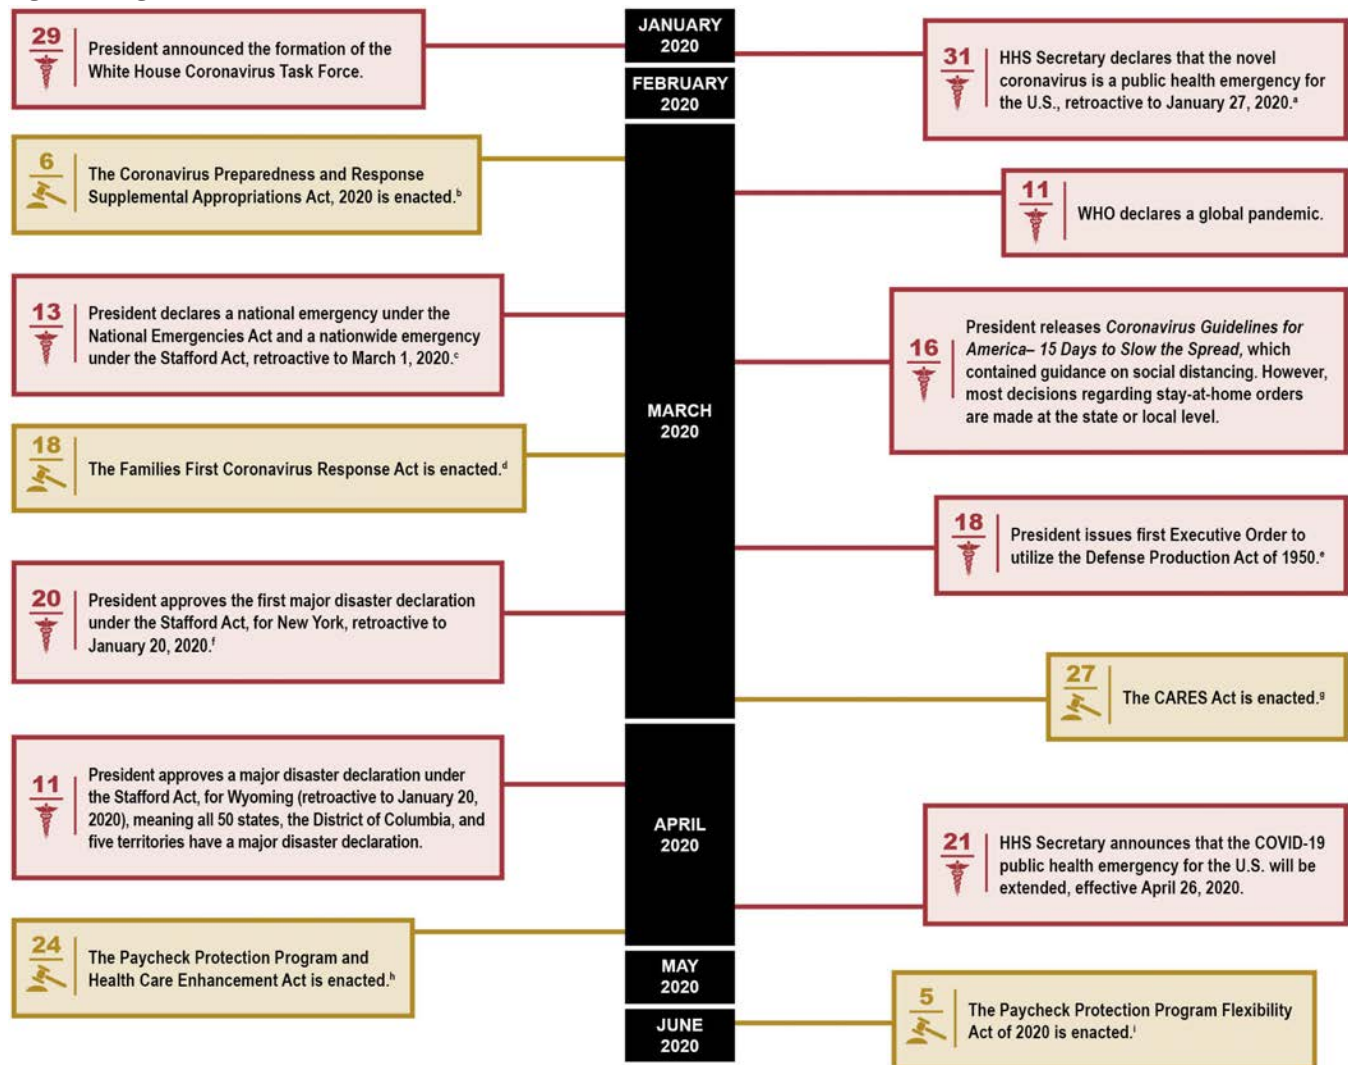 JANUARY
2020
29
President announced the formation of the
White House Coronavirus Task Force.
31
HHS Secretary declares that the novel
coronavirus is a public health emergency for
the U.S., retroactive to January 27, 2020.ᵃ
FEBRUARY
2020
MARCH
2020
6
The Coronavirus Preparedness and Response
Supplemental Appropriations Act, 2020 is enacted.ᵇ
11
WHO declares a global pandemic.
13
President declares a national emergency under the
National Emergencies Act and a nationwide emergency
under the Stafford Act, retroactive to March 1, 2020.ᶜ
16
President releases Coronavirus Guidelines for
America– 15 Days to Slow the Spread, which
contained guidance on social distancing. However,
most decisions regarding stay-at-home orders
are made at the state or local level.
18
The Families First Coronavirus Response Act is enacted.ᵈ
18
President issues first Executive Order to
utilize the Defense Production Act of 1950.ᵉ
20
President approves the first major disaster declaration
under the Stafford Act, for New York, retroactive to
January 20, 2020.ᶠ
27
The CARES Act is enacted.ᵍ
APRIL
2020
11
President approves a major disaster declaration under
the Stafford Act, for Wyoming (retroactive to January 20,
2020), meaning all 50 states, the District of Columbia, and
five territories have a major disaster declaration.
21
HHS Secretary announces that the COVID-19
public health emergency for the U.S. will be
extended, effective April 26, 2020.
24
The Paycheck Protection Program and
Health Care Enhancement Act is enacted.ʰ
MAY
2020
JUNE
2020
5
The Paycheck Protection Program Flexibility
Act of 2020 is enacted.ⁱ